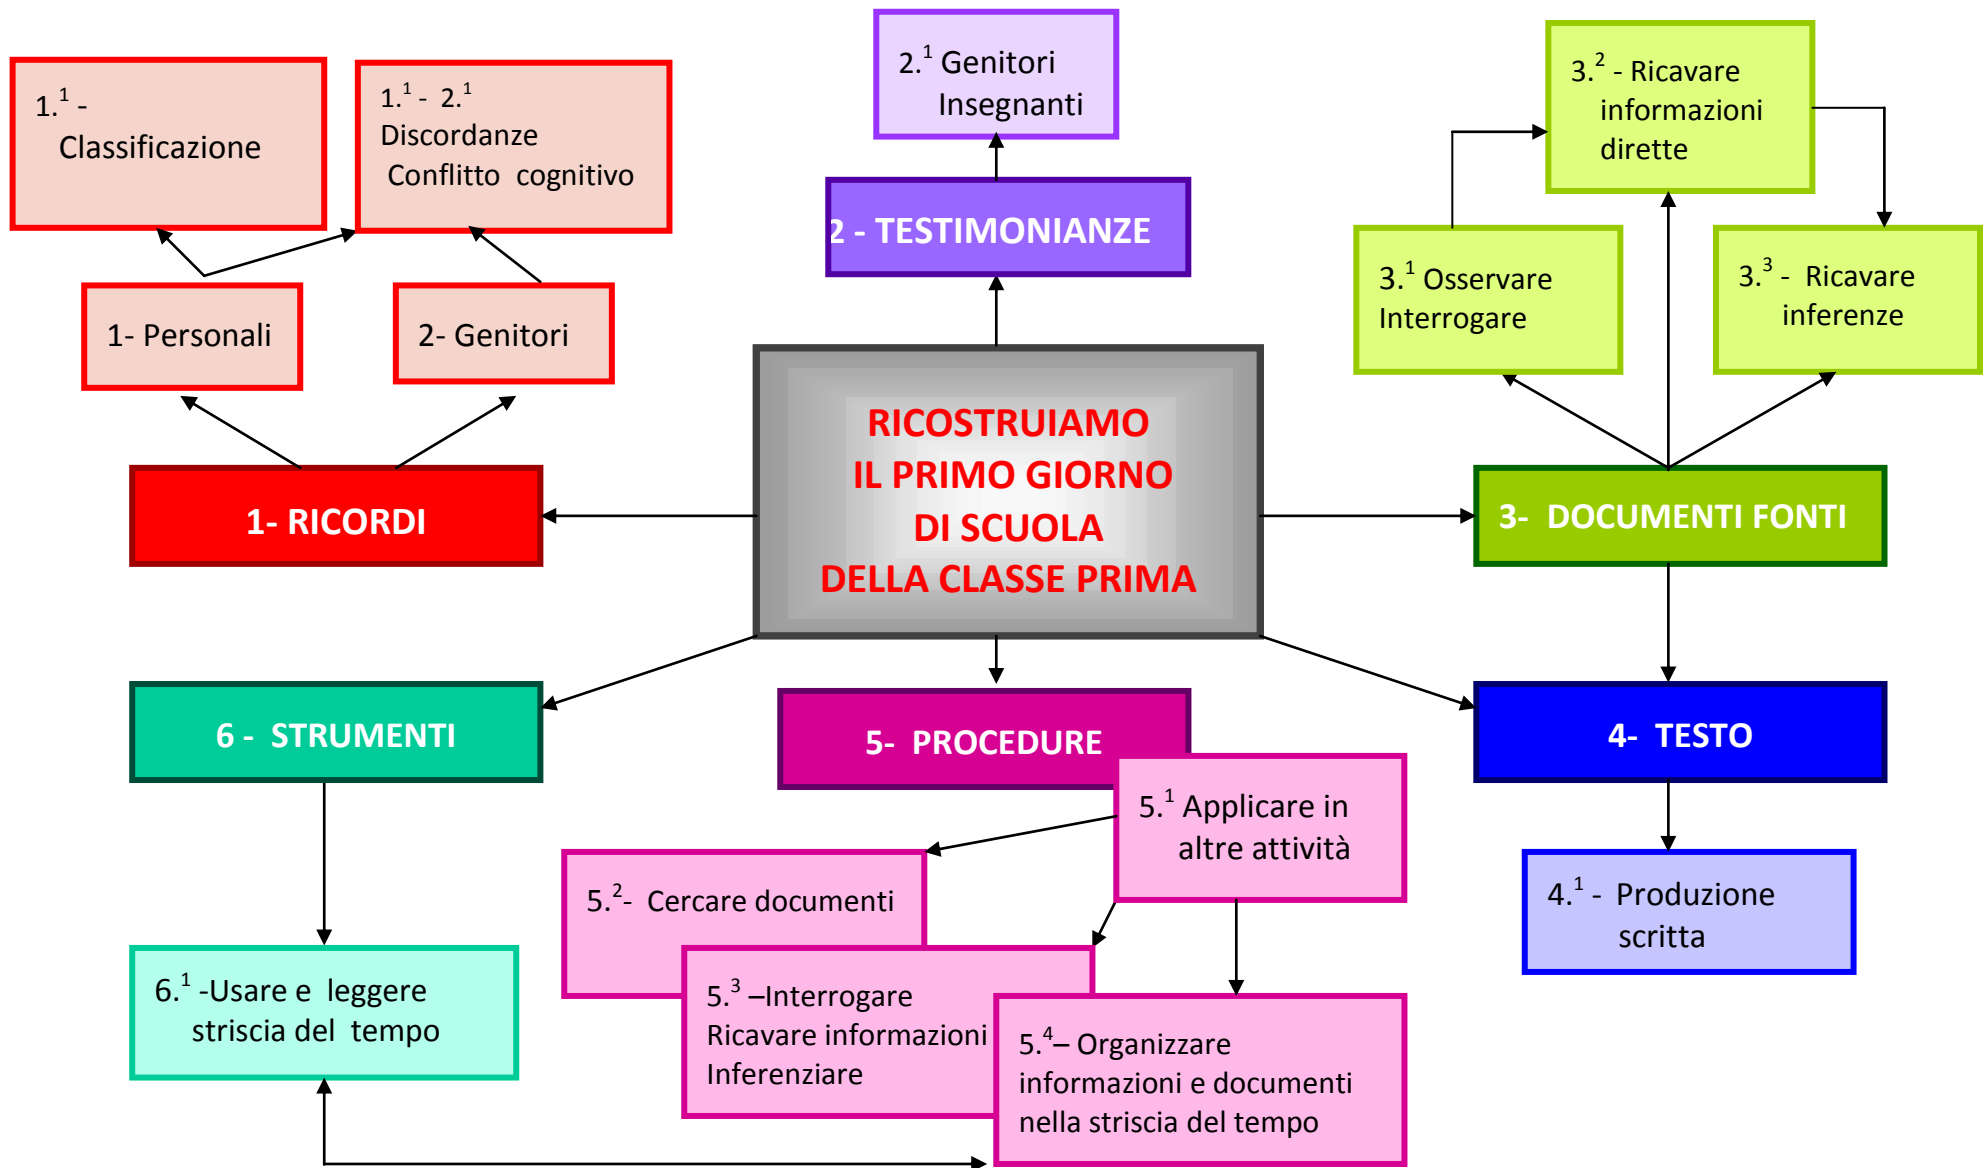 1.¹ -
Classificazione
1.¹ - 2.¹
Discordanze
Conflitto cognitivo
2.¹ Genitori
Insegnanti
3.² - Ricavare
informazioni
dirette
2 - TESTIMONIANZE
3.¹ Osservare
Interrogare
3.³ - Ricavare
inferenze
1- Personali
2- Genitori
RICOSTRUIAMO
IL PRIMO GIORNO
DI SCUOLA
DELLA CLASSE PRIMA
1- RICORDI
3- DOCUMENTI FONTI
6 - STRUMENTI
5- PROCEDURE
4- TESTO
5.¹ Applicare in
altre attività
5.²- Cercare documenti
4.¹ - Produzione
scritta
6.¹ -Usare e leggere
striscia del tempo
5.³ –Interrogare
Ricavare informazioni
Inferenziare
5.⁴– Organizzare
informazioni e documenti
nella striscia del tempo